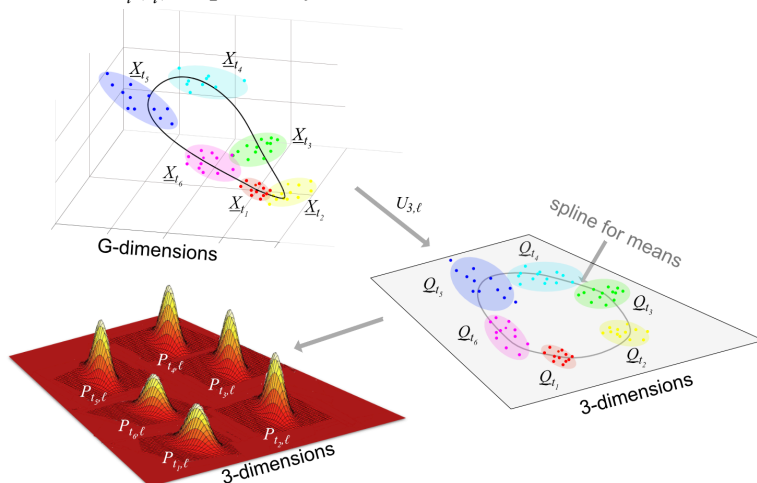 X_{t_5}
X_{t_4}
X_{t_3}
X_{t_6}
X_{t_1}
X_{t_2}
G-dimensions
U_{3,ℓ}
spline for means
Q_{t_4}
Q_{t_5}
Q_{t_3}
Q_{t_6}
Q_{t_2}
Q_{t_1}
3-dimensions
P_{t_4,ℓ}
P_{t_3,ℓ}
P_{t_5,ℓ}
P_{t_6,ℓ}
P_{t_2,ℓ}
P_{t_1,ℓ}
3-dimensions